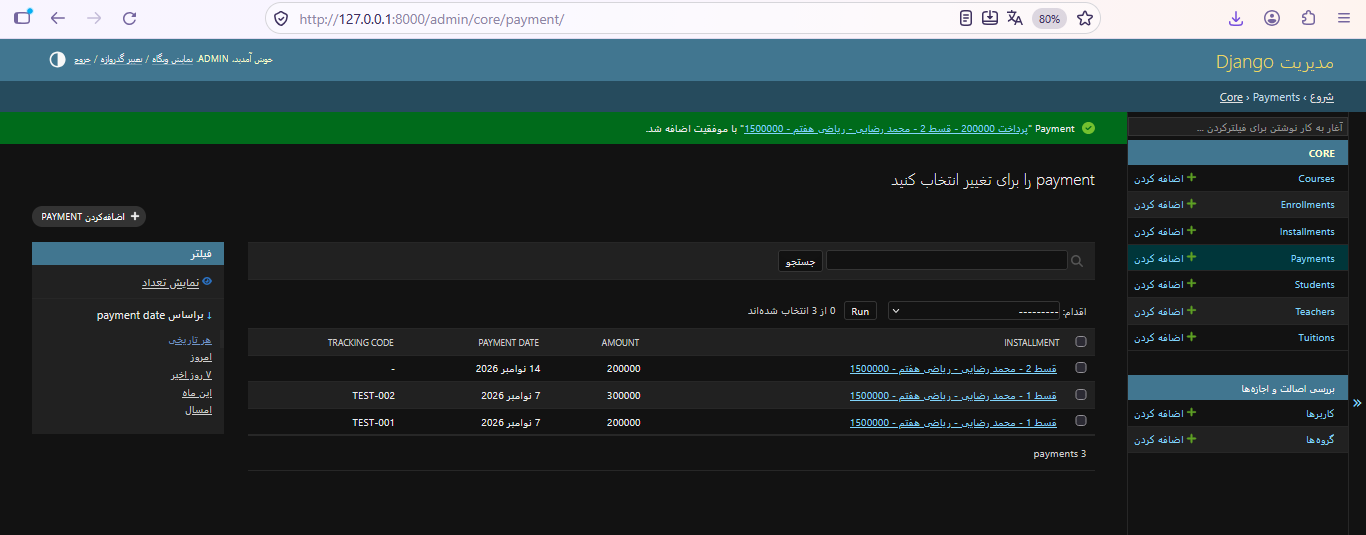 http://127.0.0.1:8000/admin/core/payment/
80%
مدیریت Django
خوش آمدید، ADMIN. نمایش وبگاه / تغییر گذرواژه / خروج
شروع › Core › Payments
آغاز به کار نوشتن برای فیلترکردن ...
CORE
Courses اضافه کردن
Enrollments اضافه کردن
Installments اضافه کردن
Payments اضافه کردن
Students اضافه کردن
Teachers اضافه کردن
Tuitions اضافه کردن
بررسی اصالت و اجازه‌ها
کاربرها اضافه کردن
گروه‌ها اضافه کردن
»
Payment "پرداخت 200000 - قسط 2 - محمد رضایی - ریاضی هفتم - 1500000" با موفقیت اضافه شد.
payment را برای تغییر انتخاب کنید
اضافه‌کردن PAYMENT
جستجو
اقدام: --------- Run 0 از 3 انتخاب شده‌اند
INSTALLMENT AMOUNT PAYMENT DATE TRACKING CODE
قسط 2 - محمد رضایی - ریاضی هفتم - 1500000 200000 14 نوامبر 2026 -
قسط 1 - محمد رضایی - ریاضی هفتم - 1500000 300000 7 نوامبر 2026 TEST-002
قسط 1 - محمد رضایی - ریاضی هفتم - 1500000 200000 7 نوامبر 2026 TEST-001
3 payments
فیلتر
نمایش تعداد
↓ براساس payment date
هر تاریخی
امروز
۷ روز اخیر
این ماه
امسال